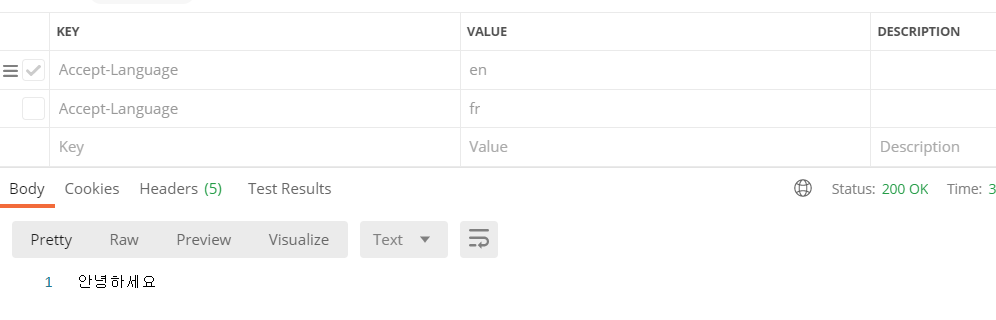 KEY VALUE DESCRIPTION
Accept-Language en
Accept-Language fr
Key Value Description
Body Cookies Headers (5) Test Results Status: 200 OK Time: 3
Pretty Raw Preview Visualize Text
1 안녕하세요